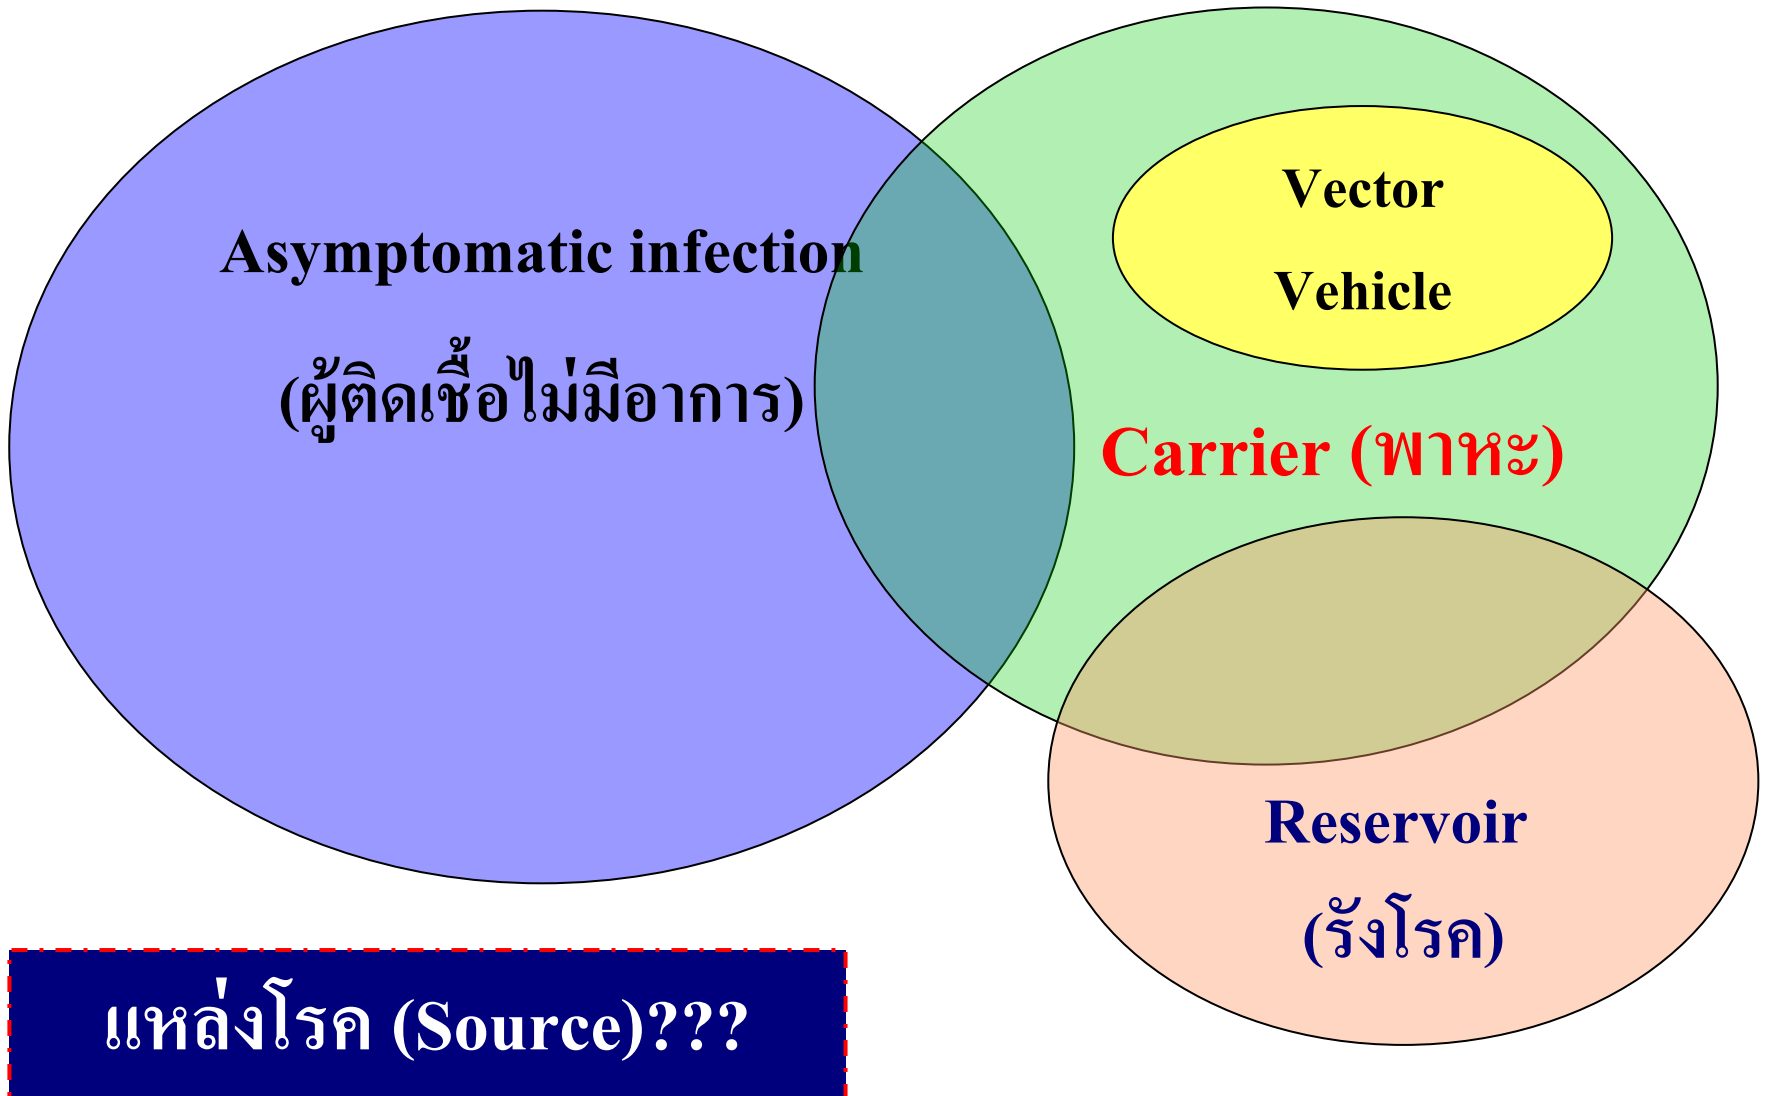 Asymptomatic infection
(ผู้ติดเชื้อไม่มีอาการ)
Vector
Vehicle
Carrier (พาหะ)
Reservoir
(รังโรค)
แหล่งโรค (Source)???